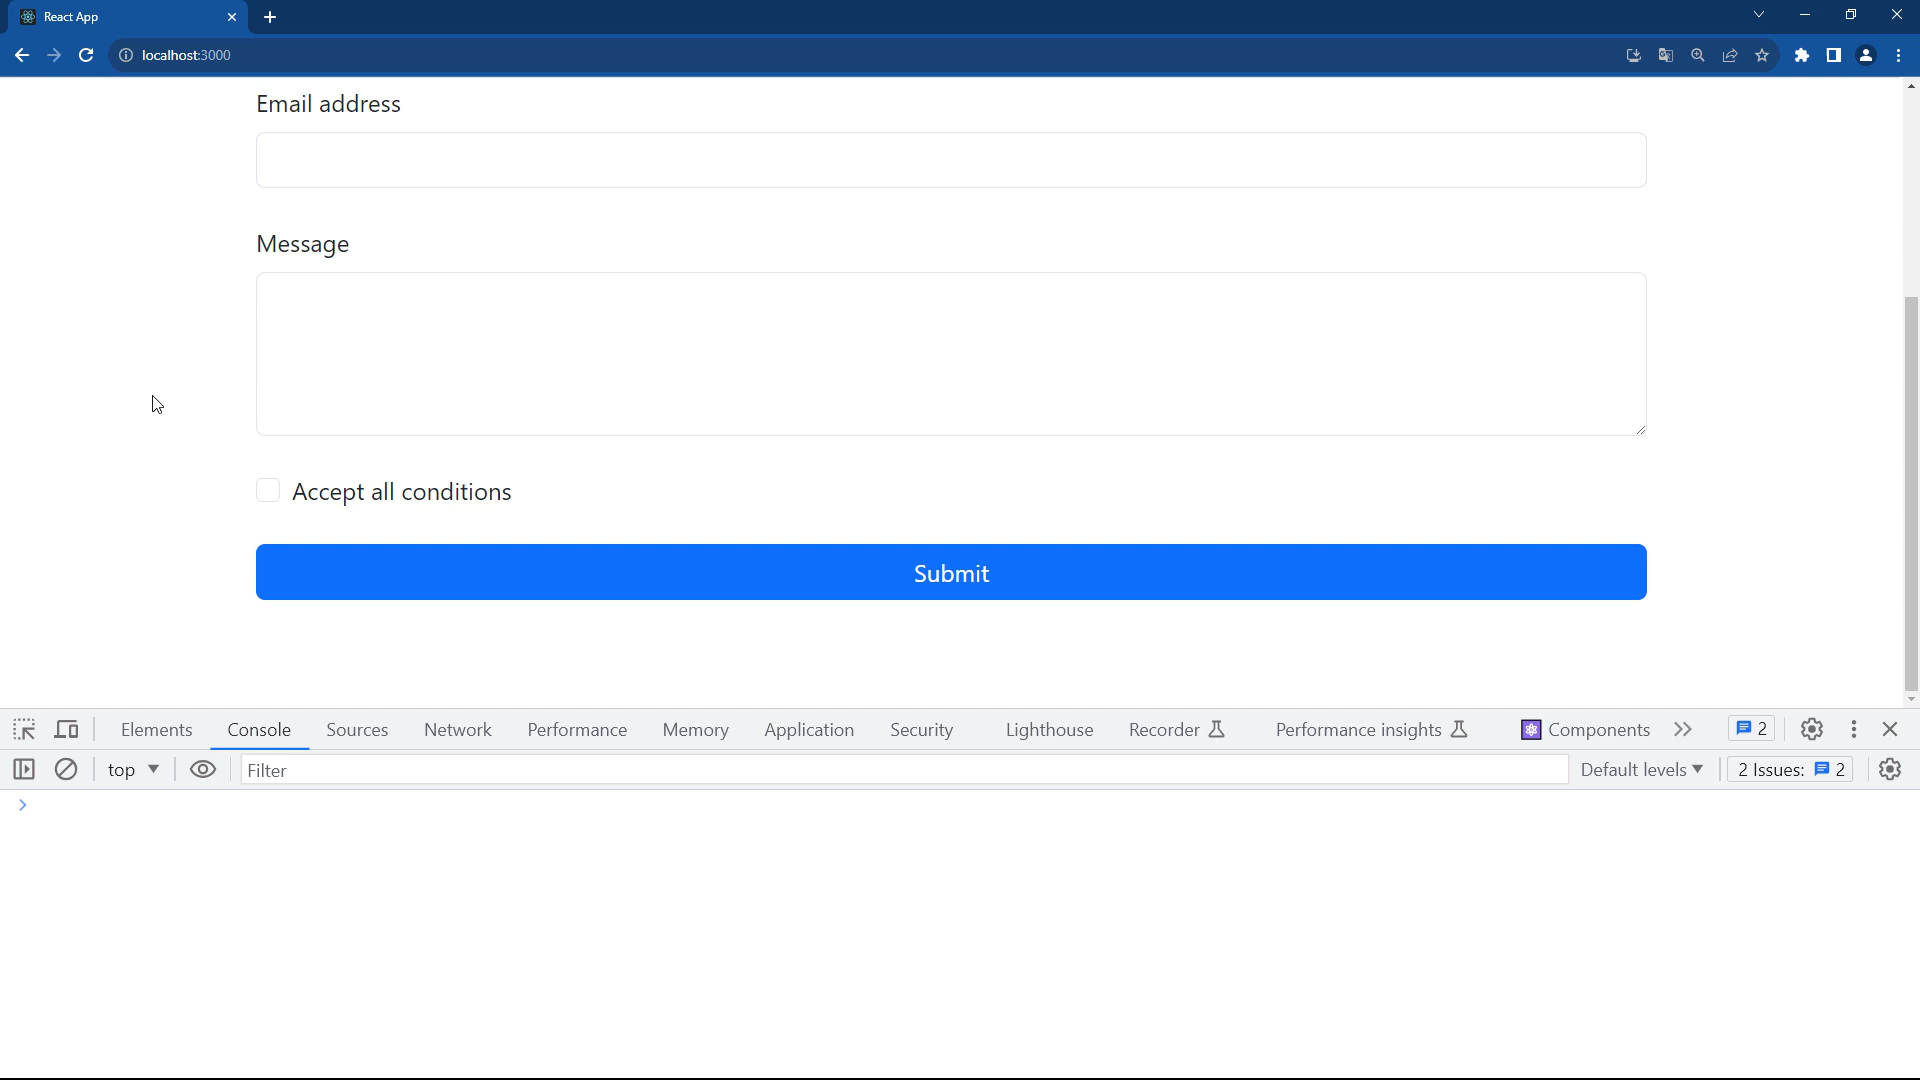 React App
localhost:3000
Email address
Message
Accept all conditions
Submit
Elements Console Sources Network Performance Memory Application Security Lighthouse Recorder Performance insights Components 2
top Filter Default levels 2 Issues: 2